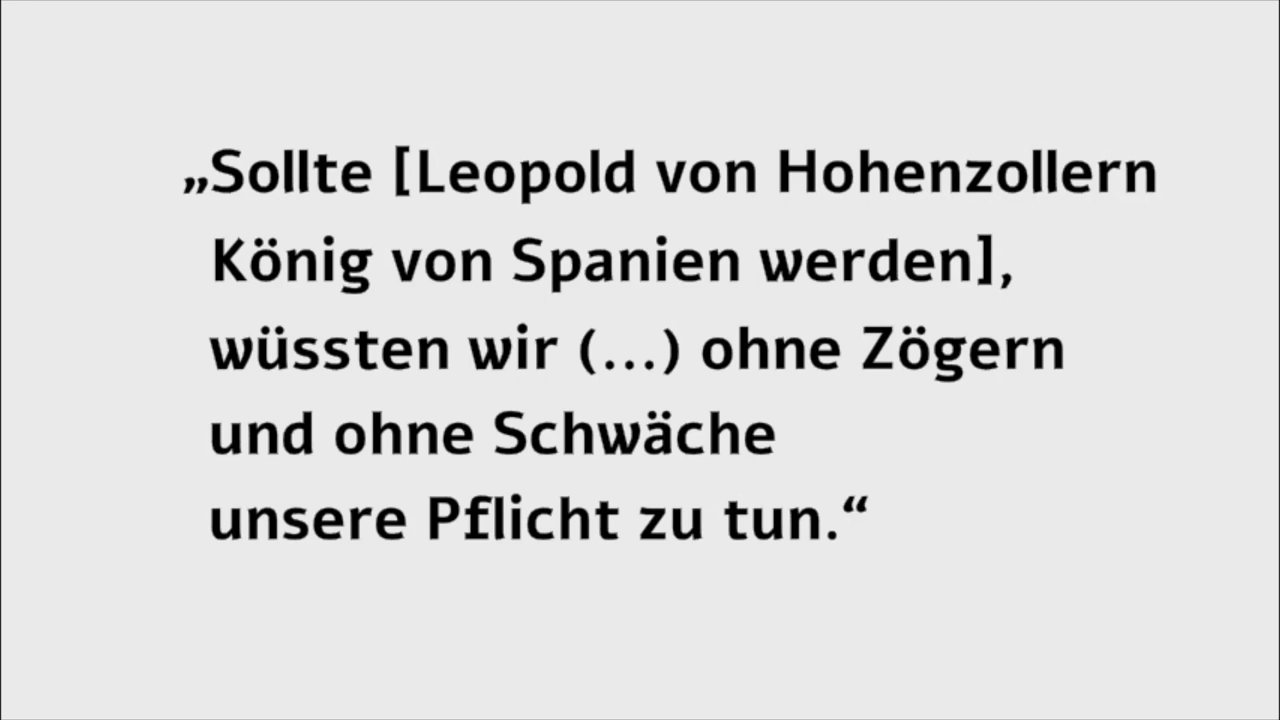 „Sollte [Leopold von Hohenzollern
König von Spanien werden],
wüssten wir (...) ohne Zögern
und ohne Schwäche
unsere Pflicht zu tun.“